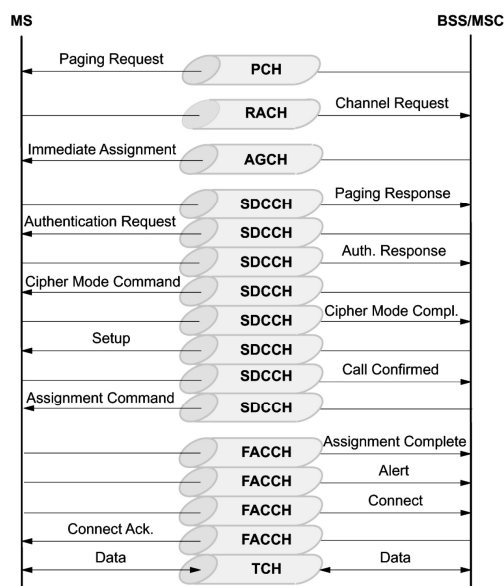 MS BSS/MSC
Paging Request PCH
RACH Channel Request
Immediate Assignment AGCH
SDCCH Paging Response
Authentication Request SDCCH
SDCCH Auth. Response
Cipher Mode Command SDCCH
SDCCH Cipher Mode Compl.
Setup SDCCH
SDCCH Call Confirmed
Assignment Command SDCCH
FACCH Assignment Complete
FACCH Alert
FACCH Connect
Connect Ack. FACCH
Data TCH Data